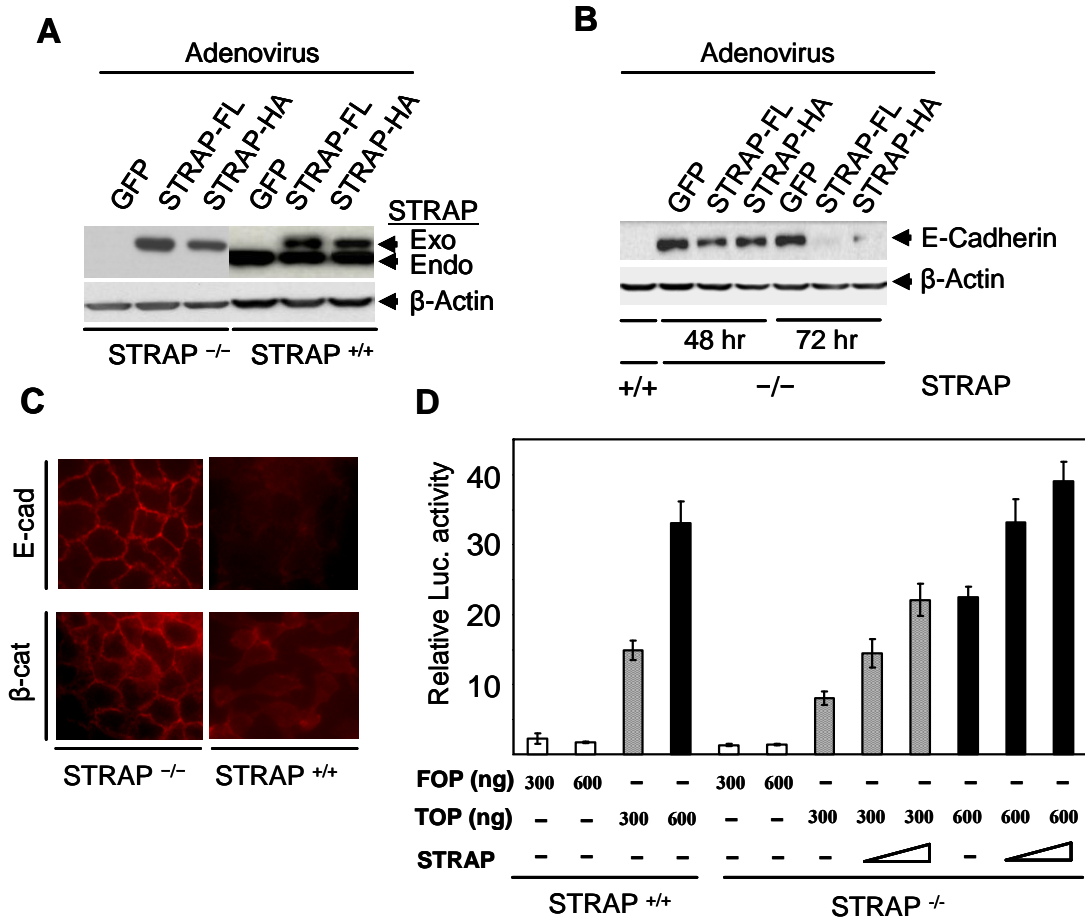 A
Adenovirus
GFP
STRAP-FL
STRAP-HA
GFP
STRAP-FL
STRAP-HA
STRAP
Exo
Endo
β-Actin
STRAP −/− STRAP +/+
B
Adenovirus
GFP
STRAP-FL
STRAP-HA
GFP
STRAP-FL
STRAP-HA
E-Cadherin
β-Actin
48 hr 72 hr
+/+ −/− STRAP
C
E-cad
β-cat
STRAP −/− STRAP +/+
D
Relative Luc. activity
40
30
20
10
FOP (ng) 300 600 – – 300 600 – – – – – –
TOP (ng) – – 300 600 – – 300 300 300 600 600 600
STRAP – – – – – – – –
STRAP +/+ STRAP -/-